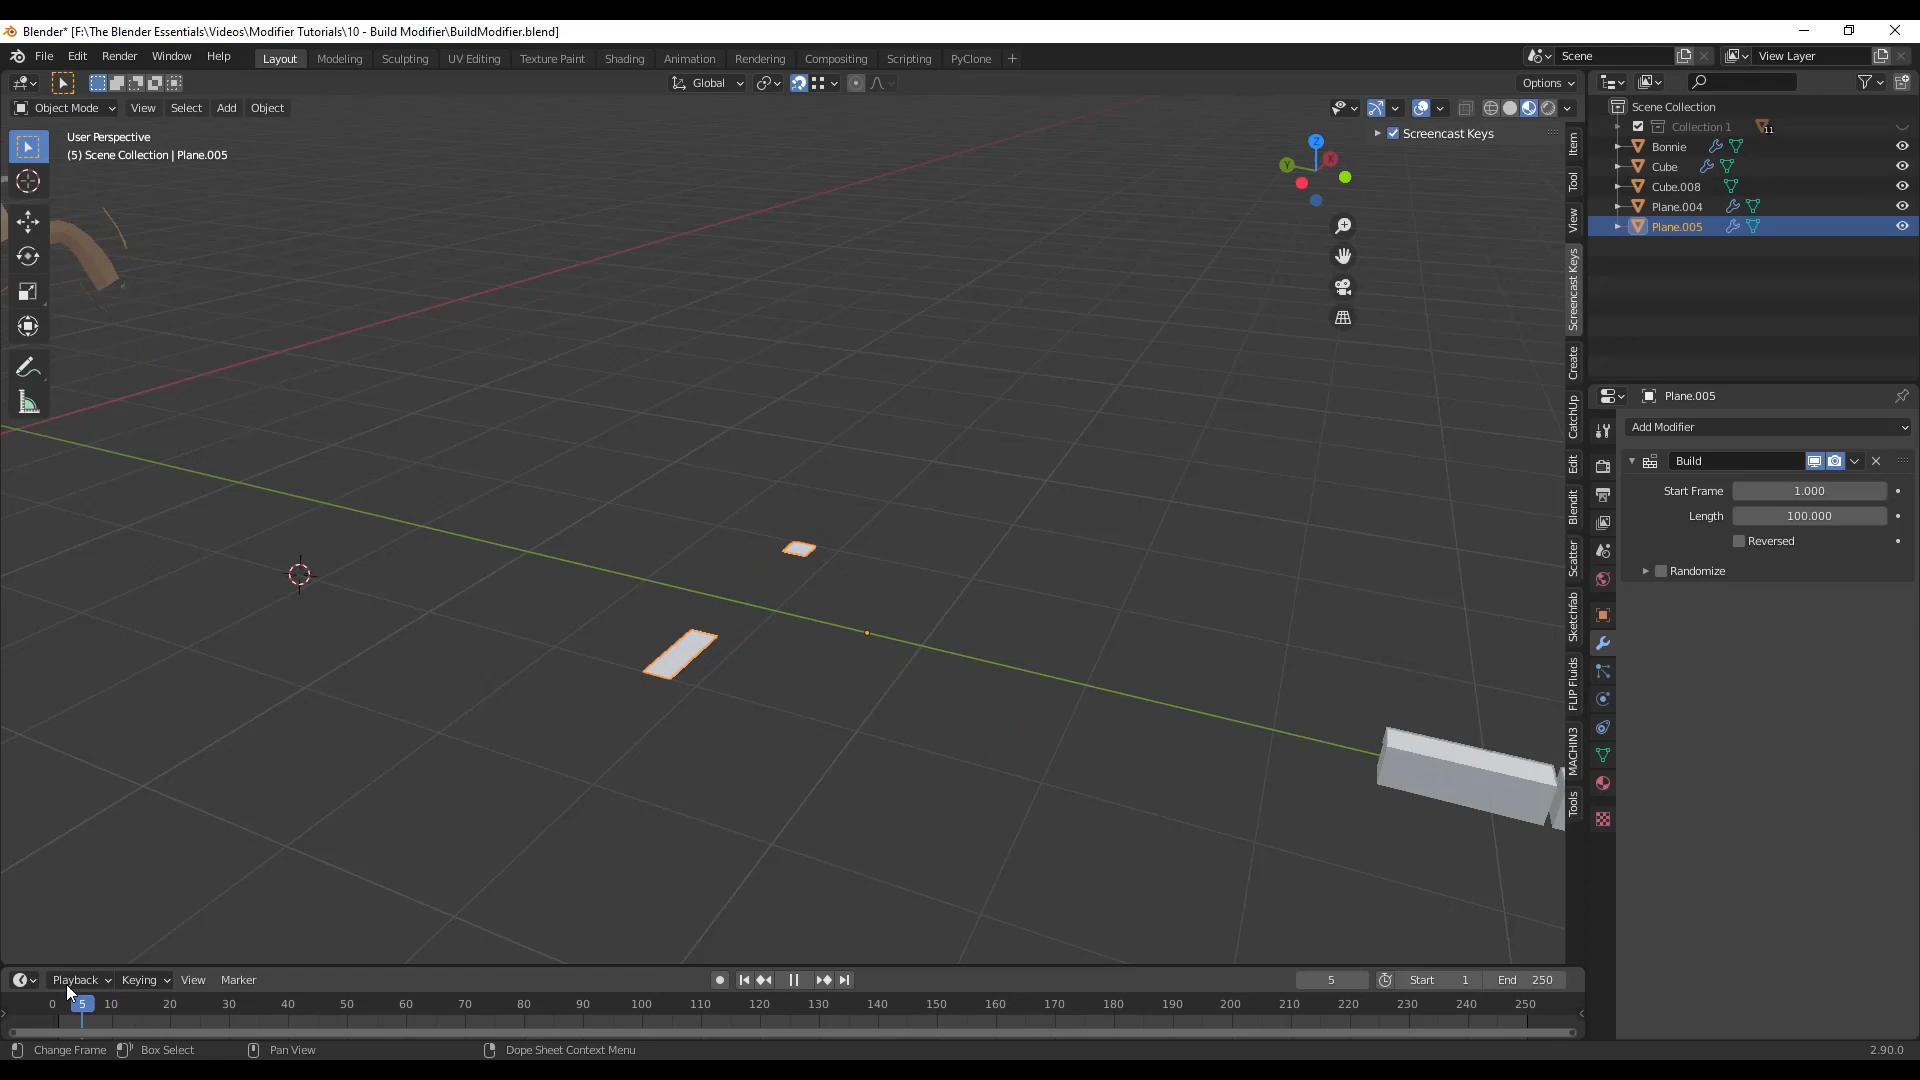 Blender* [F:\The Blender Essentials\Videos\Modifier Tutorials\10 - Build Modifier\BuildModifier.blend]
File Edit Render Window Help Layout Modeling Sculpting UV Editing Texture Paint Shading Animation Rendering Compositing Scripting PyClone + Scene View Layer
Global Options
Object Mode View Select Add Object
User Perspective
(5) Scene Collection | Plane.005
Screencast Keys
Z
Y
X
Item
Tool
View
Screencast Keys
Create
CatchUp
Edit
Blendit
Scatter
Sketchfab
FLIP Fluids
MACHIN3
Tools
Scene Collection
Collection 1 11
Bonnie
Cube
Cube.008
Plane.004
Plane.005
Plane.005
Add Modifier
Build
Start Frame 1.000
Length 100.000
Reversed
Randomize
Playback Keying View Marker 5 Start 1 End 250
0 5 10 20 30 40 50 60 70 80 90 100 110 120 130 140 150 160 170 180 190 200 210 220 230 240 250
Change Frame Box Select Pan View Dope Sheet Context Menu 2.90.0